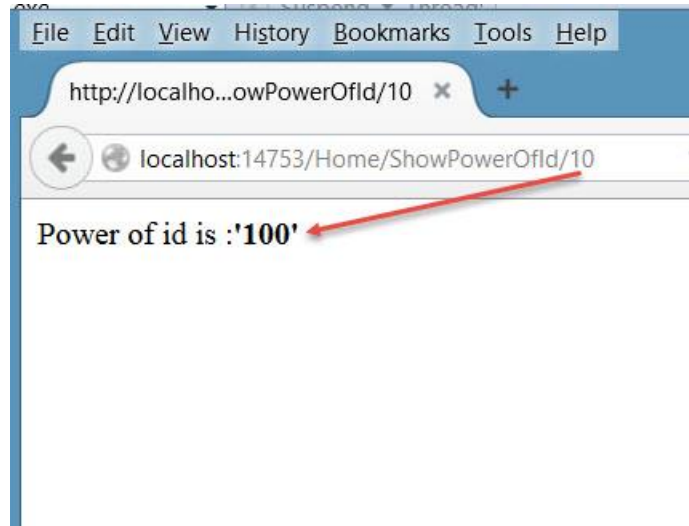 File Edit View History Bookmarks Tools Help
http://localho...owPowerOfId/10 × +
localhost:14753/Home/ShowPowerOfId/10
Power of id is :'100'